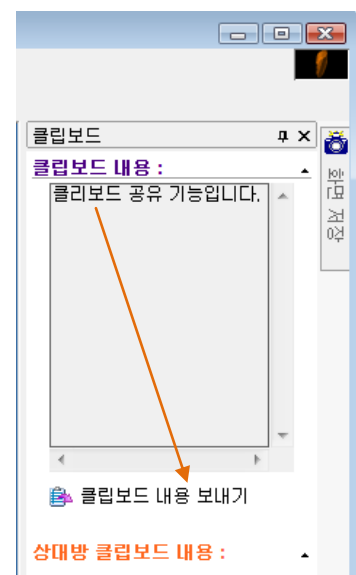 클립보드
클립보드 내용 :
클리보드 공유 기능입니다.
클립보드 내용 보내기
상대방 클립보드 내용 :
화면 저장